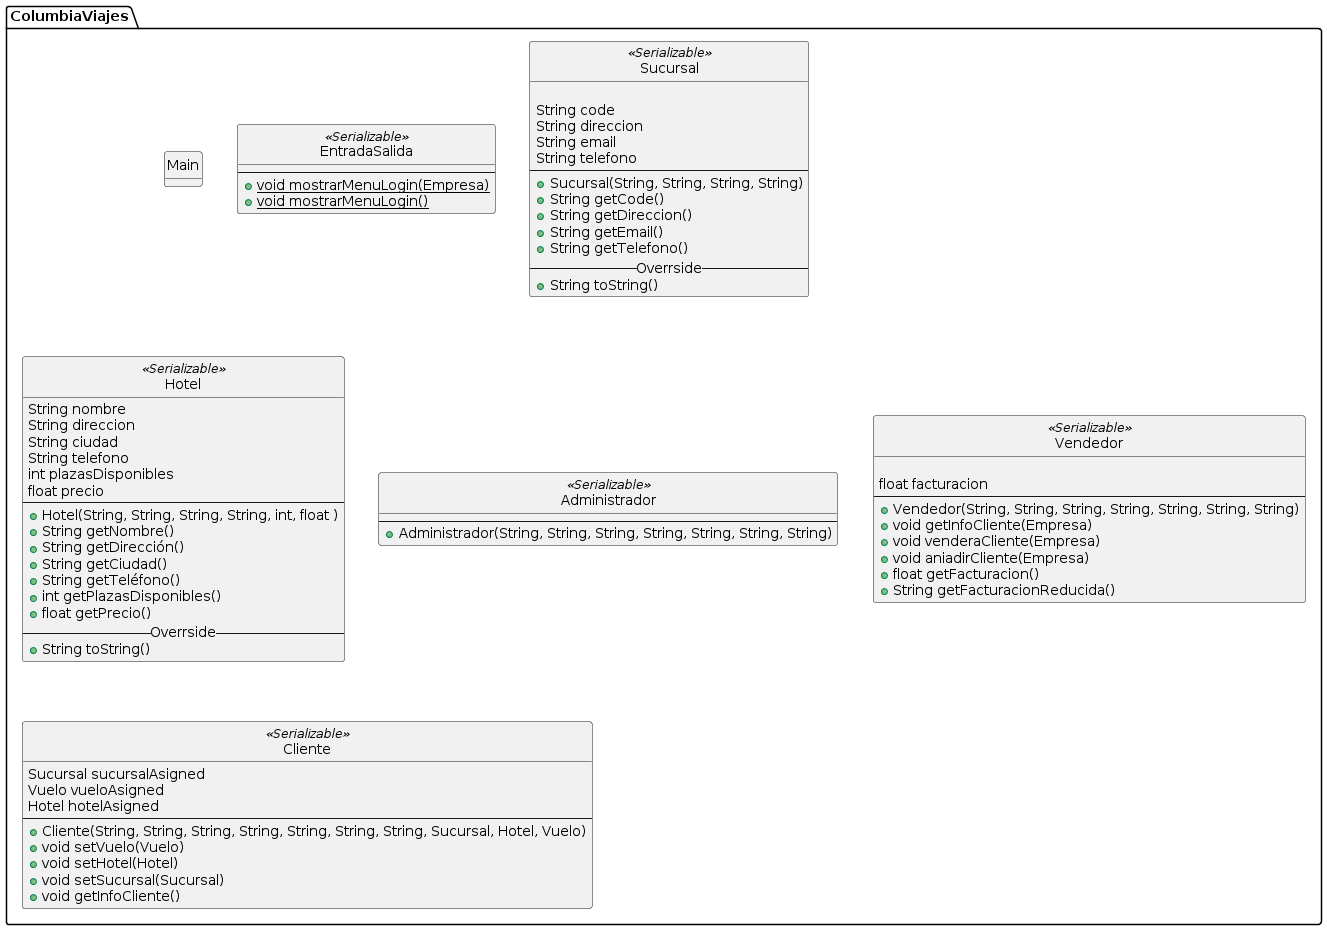 ColumbiaViajes
Main
«Serializable»
EntradaSalida
void mostrarMenuLogin(Empresa)
void mostrarMenuLogin()
«Serializable»
Sucursal
String code
String direccion
String email
String telefono
Sucursal(String, String, String, String)
String getCode()
String getDireccion()
String getEmail()
String getTelefono()
Overrside
String toString()
«Serializable»
Hotel
String nombre
String direccion
String ciudad
String telefono
int plazasDisponibles
float precio
Hotel(String, String, String, String, int, float )
String getNombre()
String getDirección()
String getCiudad()
String getTeléfono()
int getPlazasDisponibles()
float getPrecio()
Overrside
String toString()
«Serializable»
Administrador
Administrador(String, String, String, String, String, String, String)
«Serializable»
Vendedor
float facturacion
Vendedor(String, String, String, String, String, String, String)
void getInfoCliente(Empresa)
void venderaCliente(Empresa)
void aniadirCliente(Empresa)
float getFacturacion()
String getFacturacionReducida()
«Serializable»
Cliente
Sucursal sucursalAsigned
Vuelo vueloAsigned
Hotel hotelAsigned
Cliente(String, String, String, String, String, String, String, Sucursal, Hotel, Vuelo)
void setVuelo(Vuelo)
void setHotel(Hotel)
void setSucursal(Sucursal)
void getInfoCliente()